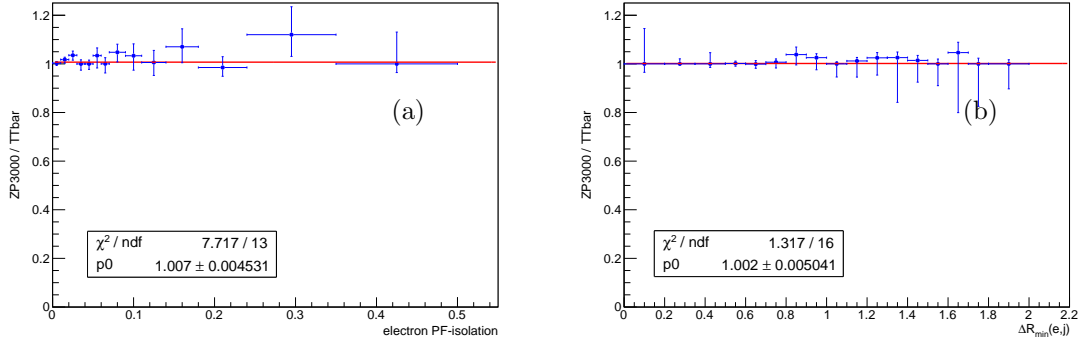 1.2
1
0.8
0.6
0.4
0.2
0
ZP3000 / TTbar
(a)
χ² / ndf 7.717 / 13
p0 1.007 ± 0.004531
0 0.1 0.2 0.3 0.4 0.5
electron PF-isolation
1.2
1
0.8
0.6
0.4
0.2
0
ZP3000 / TTbar
(b)
χ² / ndf 1.317 / 16
p0 1.002 ± 0.005041
0 0.2 0.4 0.6 0.8 1 1.2 1.4 1.6 1.8 2 2.2
ΔRmin(e,j)